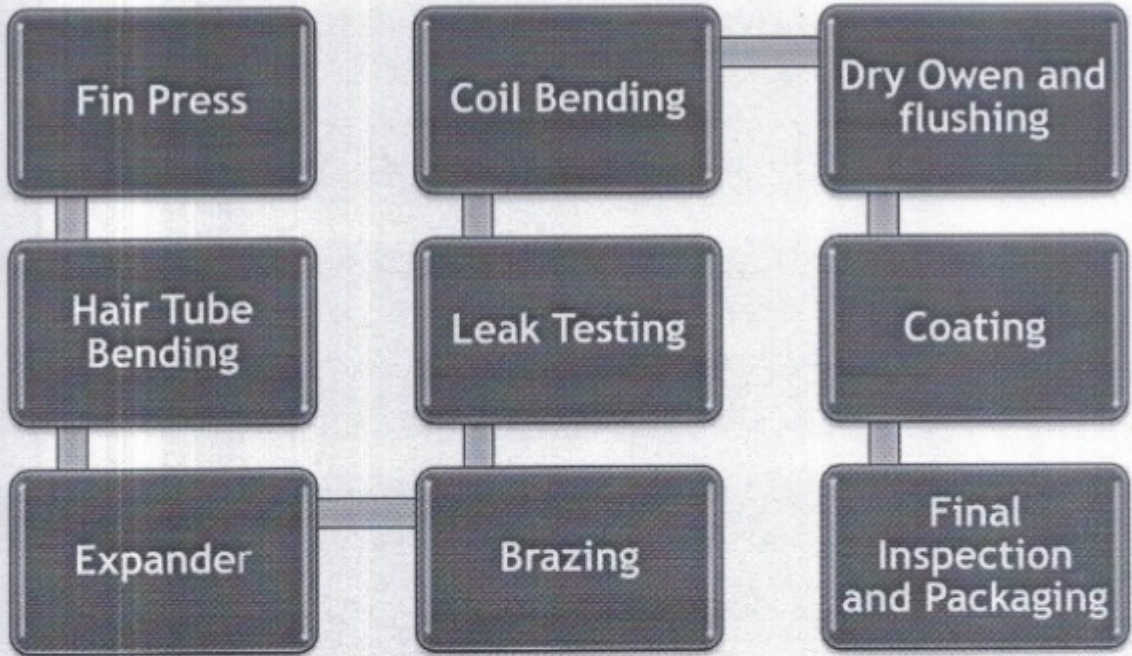 Fin Press
Hair Tube
Bending
Expander
Brazing
Leak Testing
Coil Bending
Dry Owen and
flushing
Coating
Final
Inspection
and Packaging